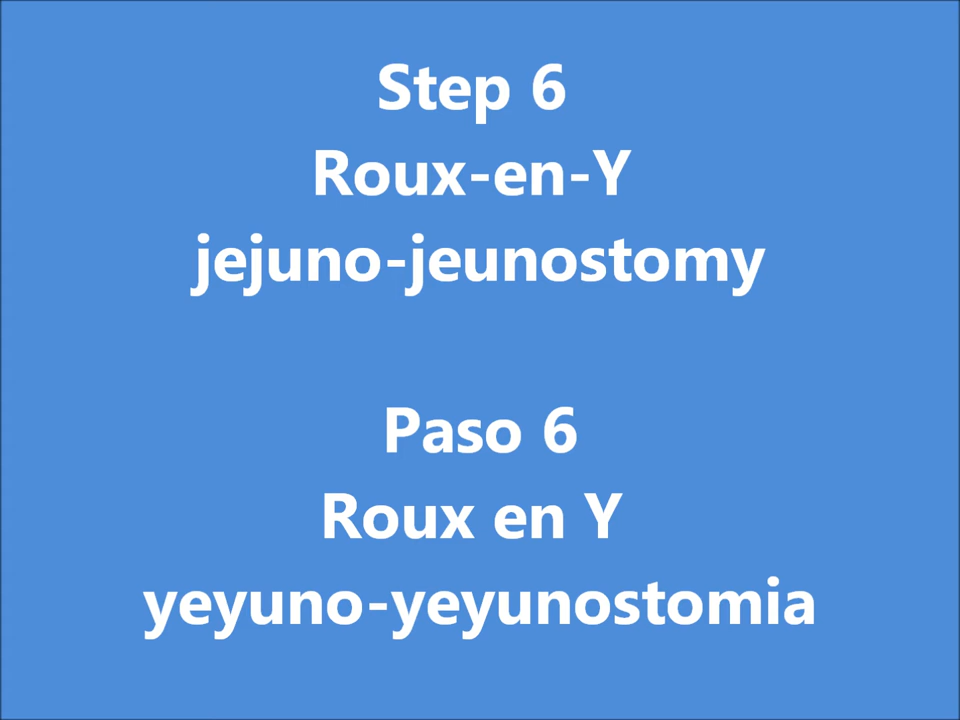 Step 6
Roux-en-Y
jejuno-jeunostomy
Paso 6
Roux en Y
yeyuno-yeyunostomia